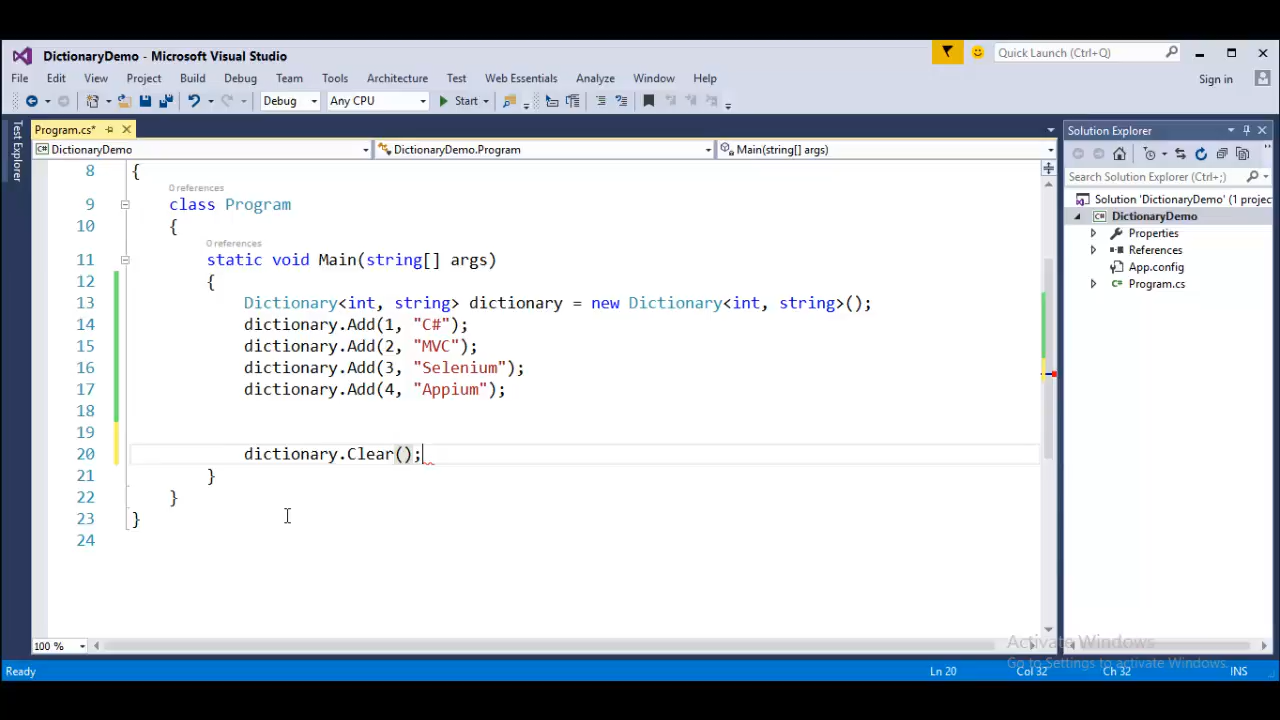 DictionaryDemo - Microsoft Visual Studio
Quick Launch (Ctrl+Q)
File Edit View Project Build Debug Team Tools Architecture Test Web Essentials Analyze Window Help
Sign in
Debug Any CPU Start
Test Explorer
Program.cs*
Solution Explorer
C# DictionaryDemo DictionaryDemo.Program Main(string[] args)
Search Solution Explorer (Ctrl+;)
Solution 'DictionaryDemo' (1 projec
C# DictionaryDemo
Properties
References
App.config
Program.cs
8 {
0 references
9 class Program
10 {
0 references
11 static void Main(string[] args)
12 {
13 Dictionary<int, string> dictionary = new Dictionary<int, string>();
14 dictionary.Add(1, "C#");
15 dictionary.Add(2, "MVC");
16 dictionary.Add(3, "Selenium");
17 dictionary.Add(4, "Appium");
18
19
20 dictionary.Clear();
21 }
22 }
23 }
24
100 %
Activate Windows
Go to Settings to activate Windows.
Ready Ln 20 Col 32 Ch 32 INS